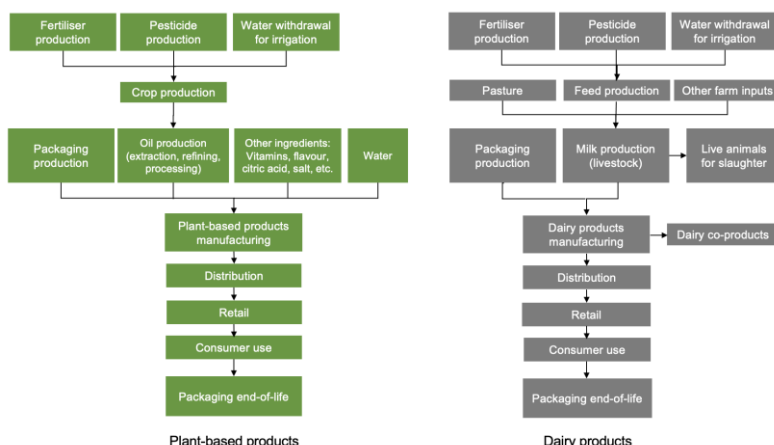 Fertiliser
production
Pesticide
production
Water withdrawal
for irrigation
Crop production
Packaging
production
Oil production
(extraction, refining,
processing)
Other ingredients:
Vitamins, flavour,
citric acid, salt, etc.
Water
Plant-based products
manufacturing
Distribution
Retail
Consumer use
Packaging end-of-life
Plant-based products
Fertiliser
production
Pesticide
production
Water withdrawal
for irrigation
Pasture
Feed production
Other farm inputs
Packaging
production
Milk production
(livestock)
Live animals
for slaughter
Dairy products
manufacturing
Dairy co-products
Distribution
Retail
Consumer use
Packaging end-of-life
Dairy products